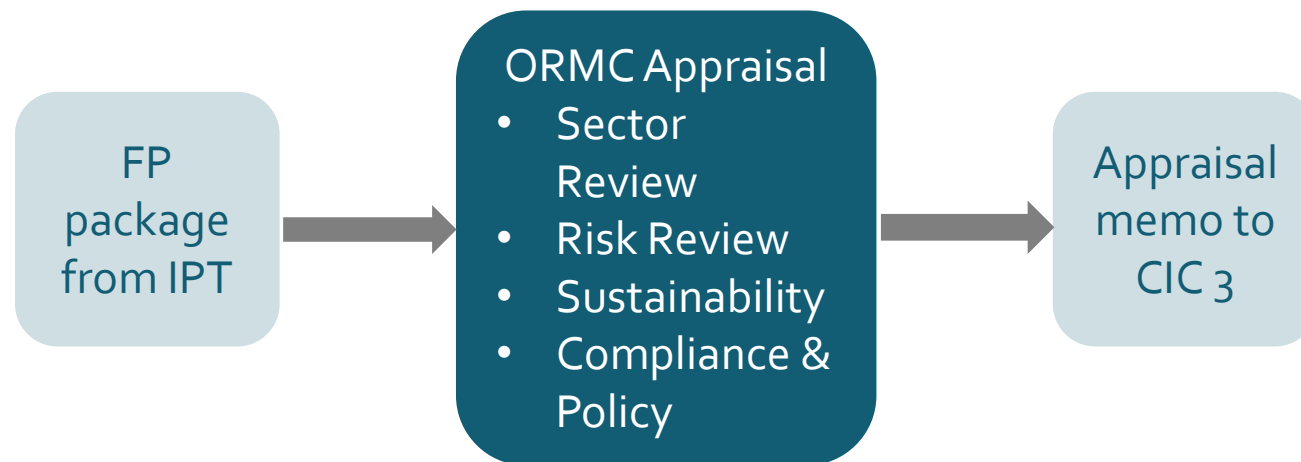 FP
package
from IPT
ORMC Appraisal
• Sector
Review
• Risk Review
• Sustainability
• Compliance &
Policy
Appraisal
memo to
CIC 3